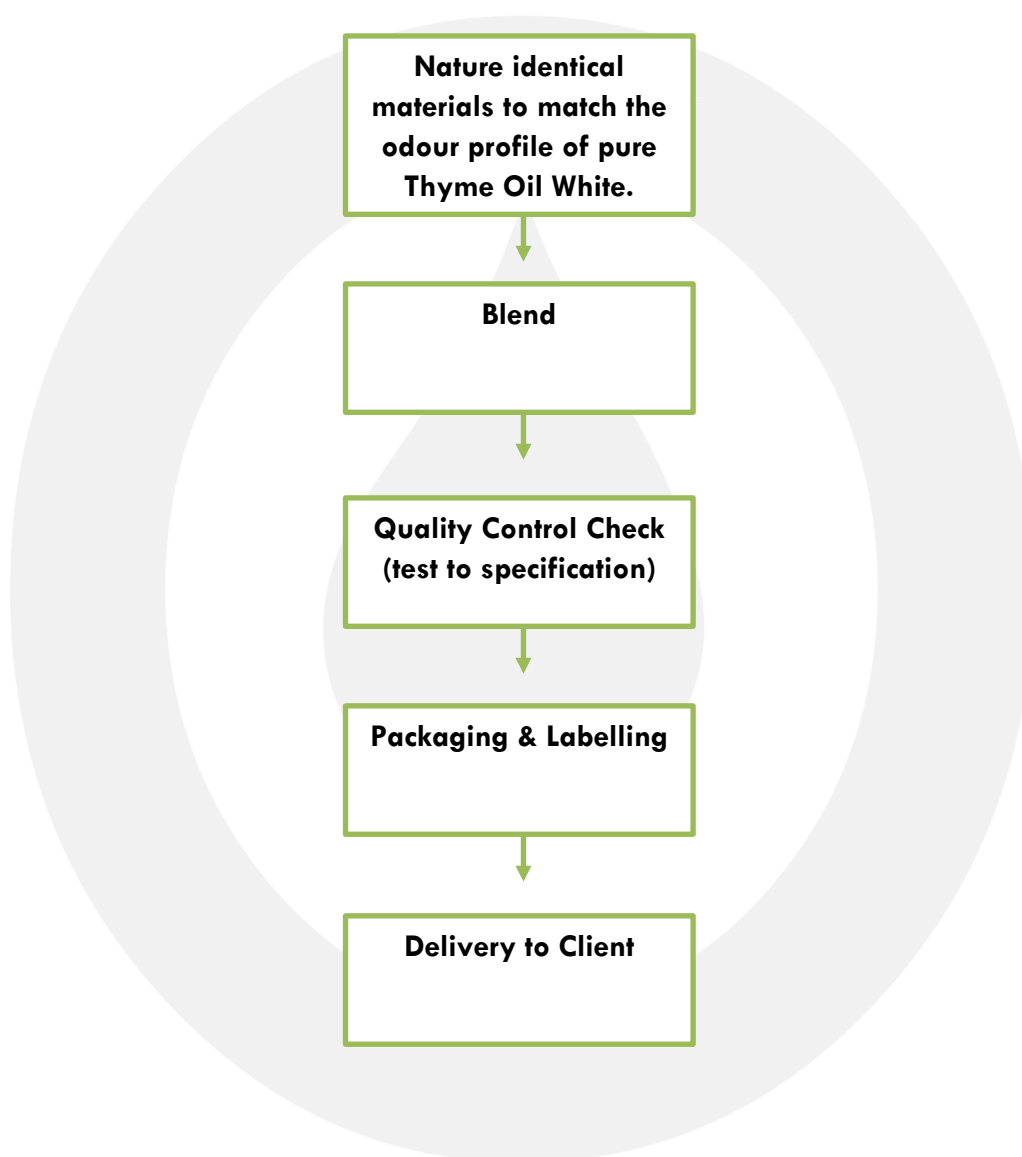 Nature identical
materials to match the
odour profile of pure
Thyme Oil White.
Blend
Quality Control Check
(test to specification)
Packaging & Labelling
Delivery to Client